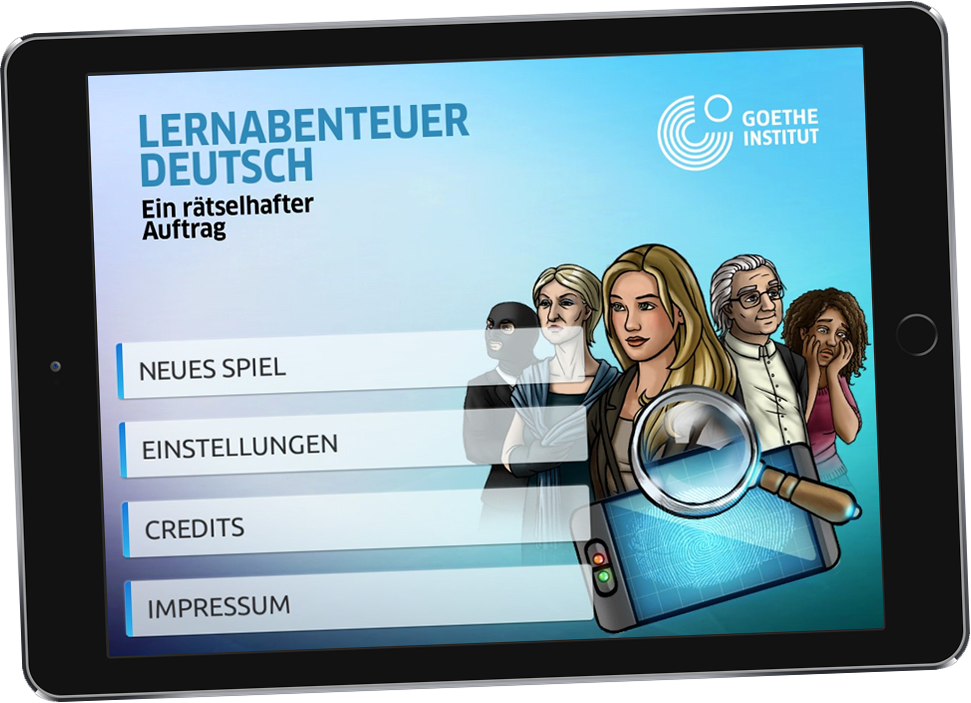 LERNABENTEUER
DEUTSCH
Ein rätselhafter
Auftrag
GOETHE
INSTITUT
NEUES SPIEL
EINSTELLUNGEN
CREDITS
IMPRESSUM